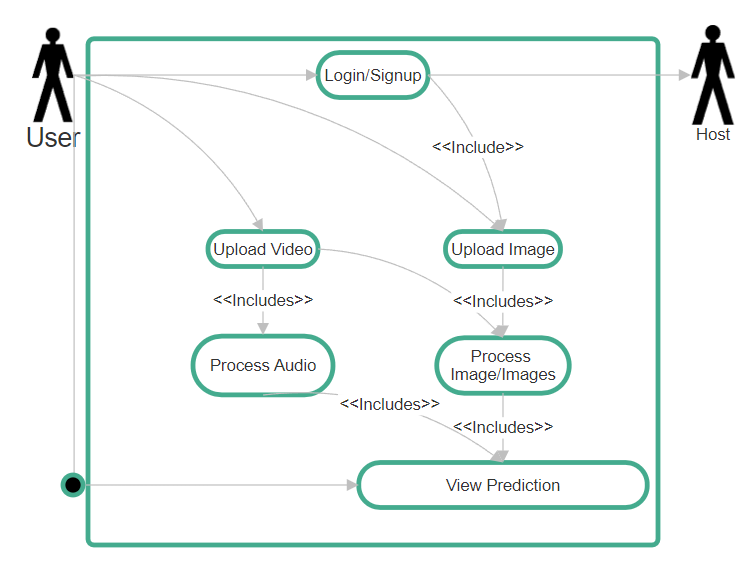 Login/Signup
User
Host
<<Include>>
Upload Video
Upload Image
<<Includes>>
<<Includes>>
Process Audio
Process
Image/Images
<<Includes>>
<<Includes>>
View Prediction